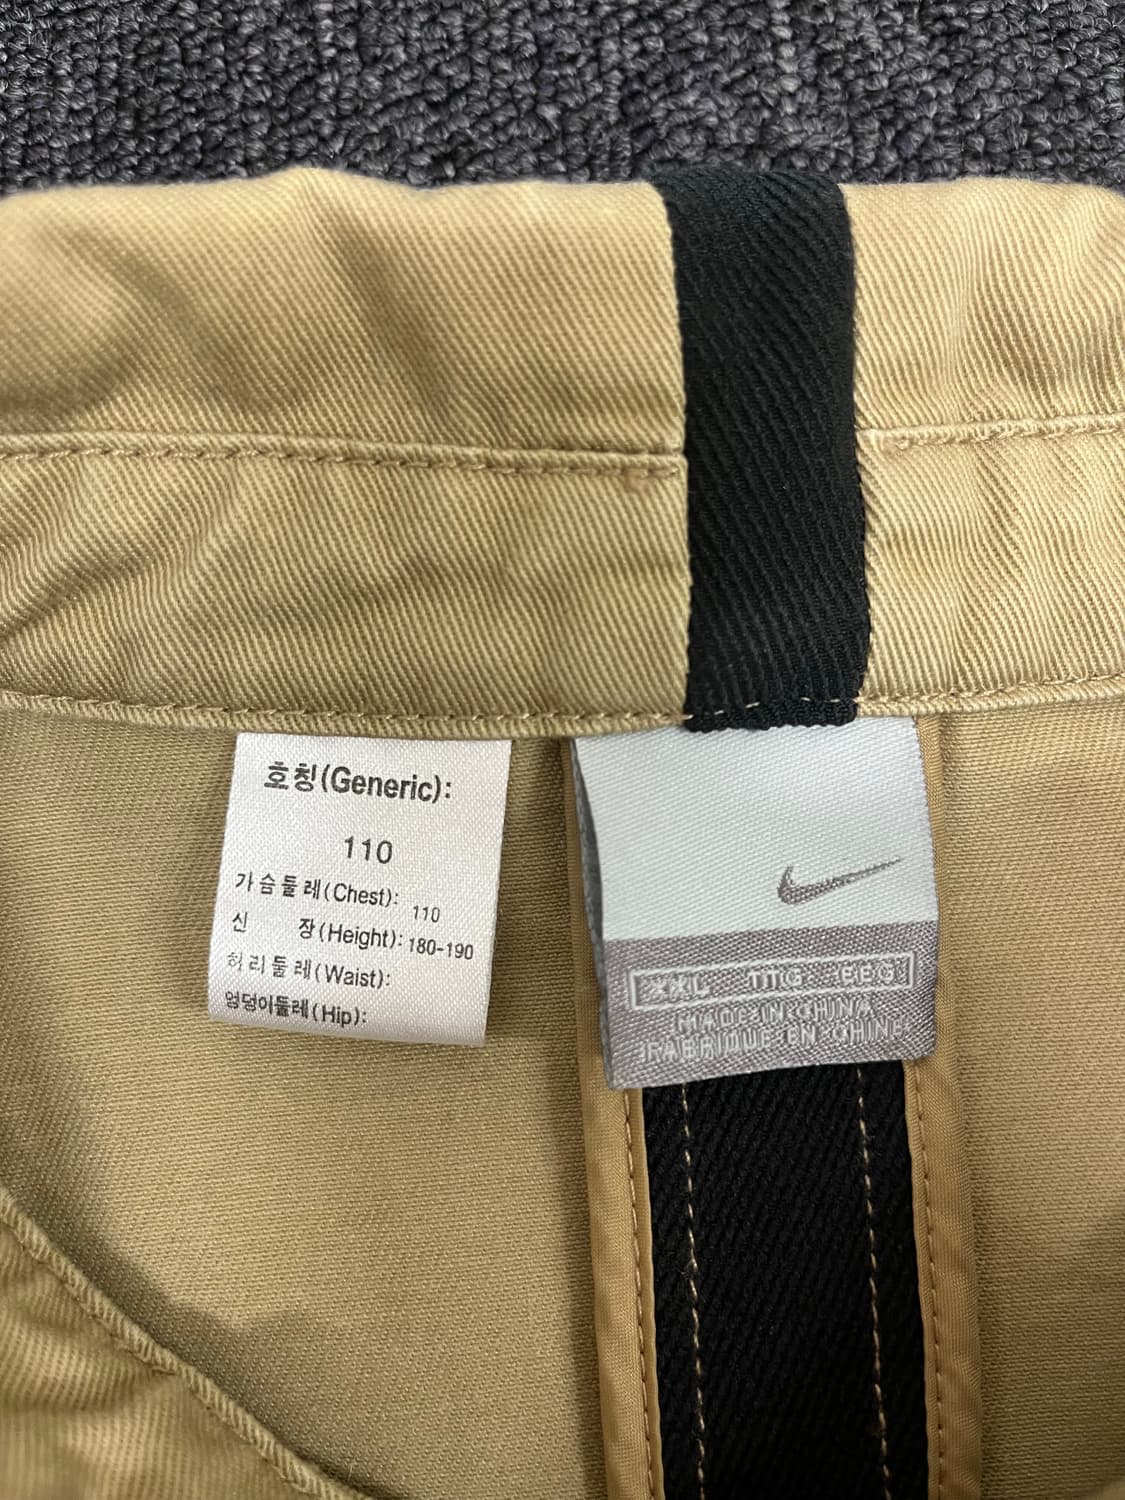 호칭(Generic):
110
가슴둘레(Chest): 110
신 장(Height): 180-190
허리둘레(Waist):
엉덩이둘레(Hip):
XXL TTG EEG
MADE IN CHINA
FABRIQUE EN CHINE